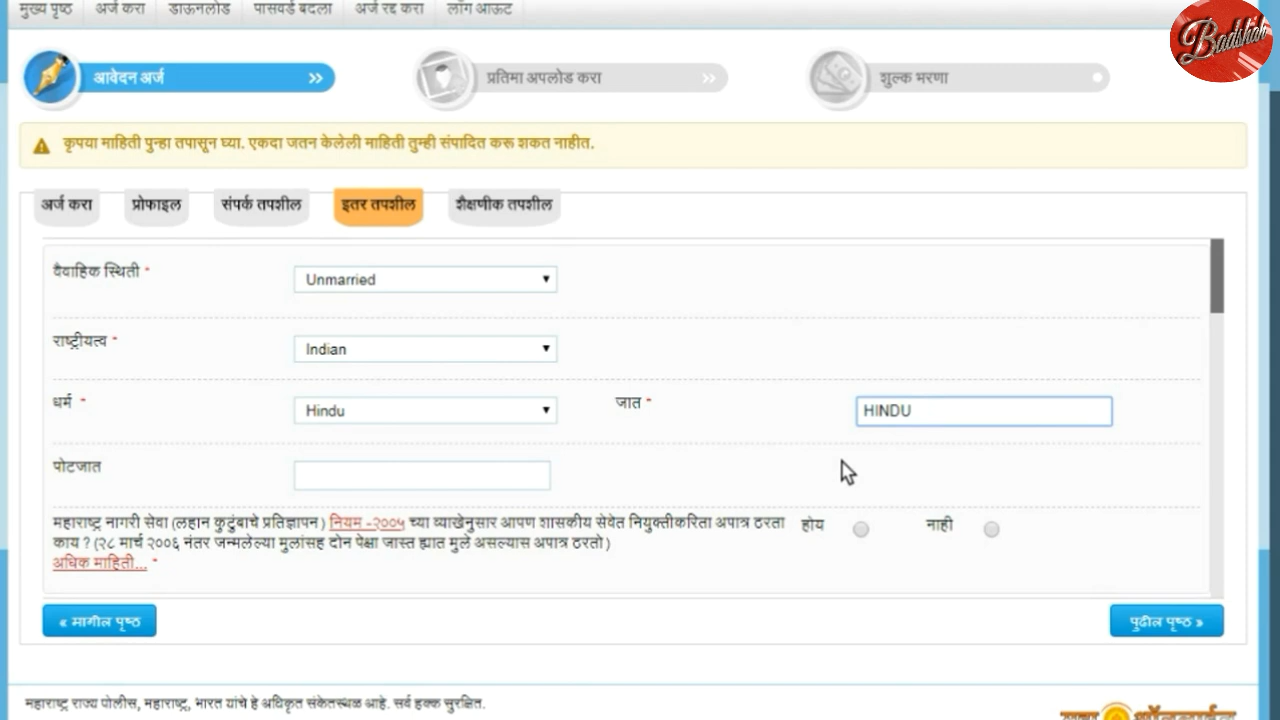 मुख्य पृष्ठ अर्ज करा डाऊनलोड पासवर्ड बदला अर्ज रद्द करा लॉग आऊट
Badshah
आवेदन अर्ज »
प्रतिमा अपलोड करा »
शुल्क भरणा
कृपया माहिती पुन्हा तपासून घ्या. एकदा जतन केलेली माहिती तुम्ही संपादित करू शकत नाहीत.
अर्ज करा प्रोफाइल संपर्क तपशील इतर तपशील शैक्षणीक तपशील
वैवाहिक स्थिती * Unmarried
राष्ट्रीयत्व * Indian
धर्म * Hindu जात * HINDU
पोटजात
महाराष्ट्र नागरी सेवा (लहान कुटुंबाचे प्रतिज्ञापन) नियम -२००५ च्या व्याखेनुसार आपण शासकीय सेवेत नियुक्तीकरिता अपात्र ठरता होय नाही
काय ? (२८ मार्च २००६ नंतर जन्मलेल्या मुलांसह दोन पेक्षा जास्त ह्यात मुले असल्यास अपात्र ठरतो)
अधिक माहिती... *
« मागील पृष्ठ पुढील पृष्ठ »
महाराष्ट्र राज्य पोलीस, महाराष्ट्र, भारत यांचे हे अधिकृत संकेतस्थळ आहे. सर्व हक्क सुरक्षित.